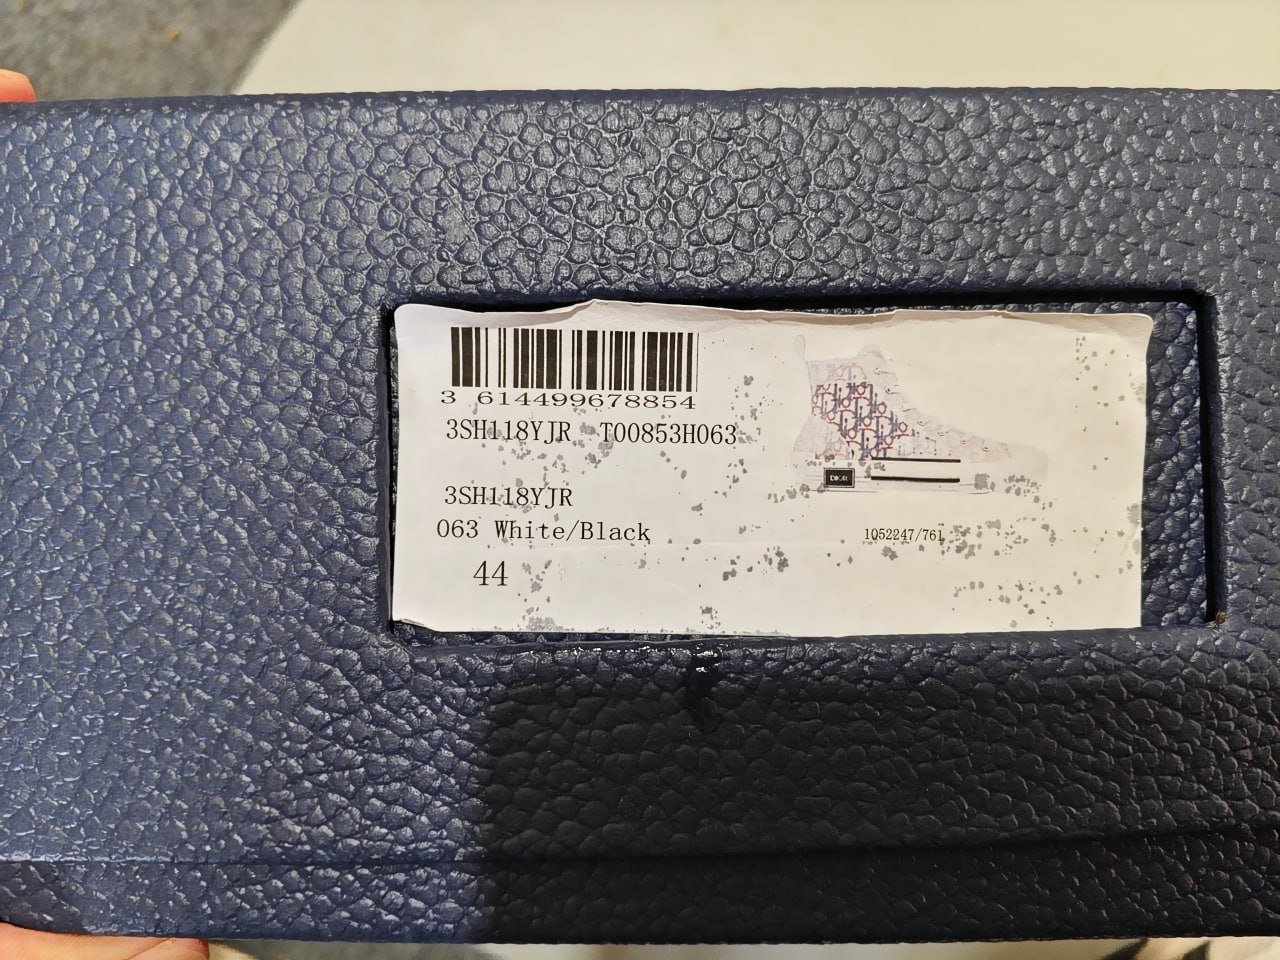 3 614499678854
3SH118YJR T00853H063
3SH118YJR
063 White/Black
44
DIOR
1052247/761